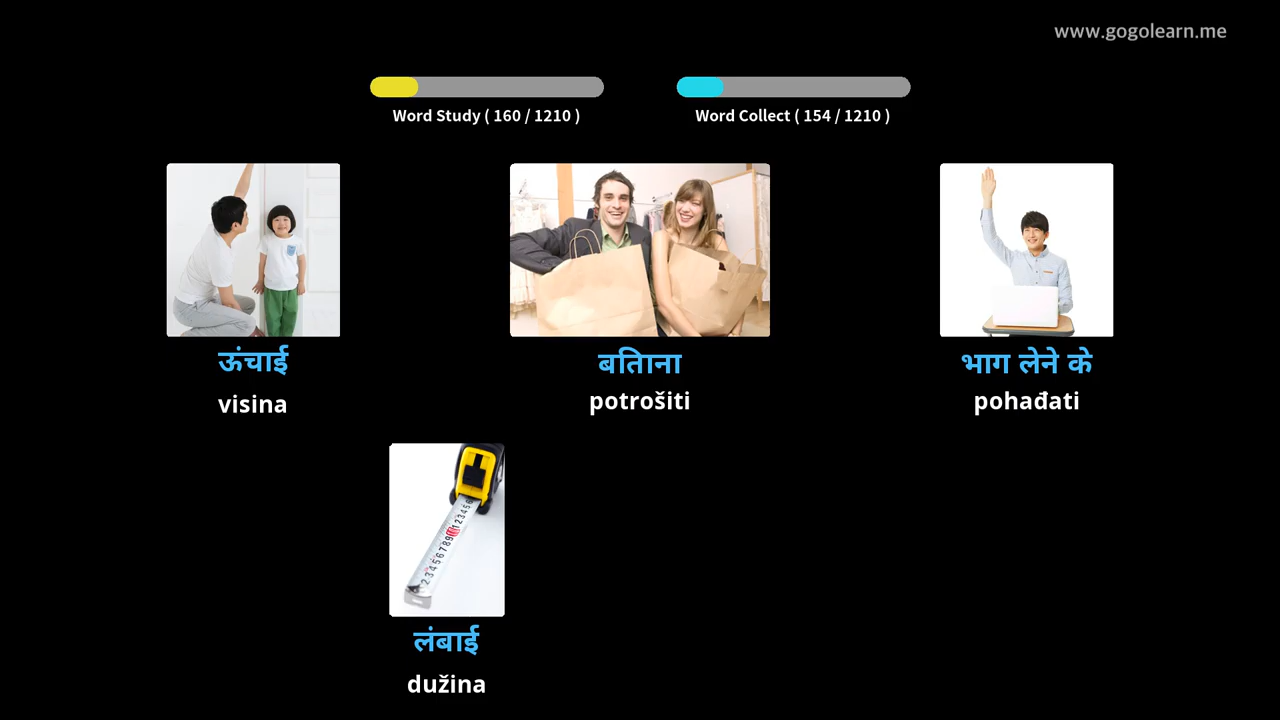 www.gogolearn.me
Word Study ( 160 / 1210 )
Word Collect ( 154 / 1210 )
ऊंचाई
बितिाना
भाग लेने के
visina
potrošiti
pohađati
लंबाई
dužina